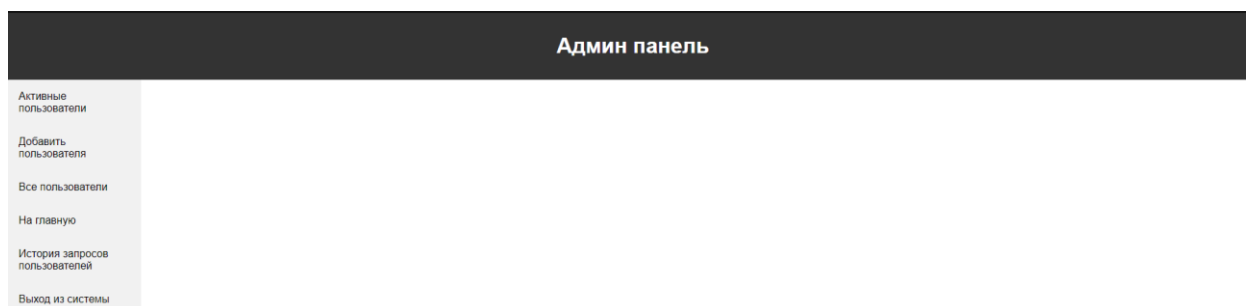 Админ панель
Активные
пользователи
Добавить
пользователя
Все пользователи
На главную
История запросов
пользователей
Выход из системы